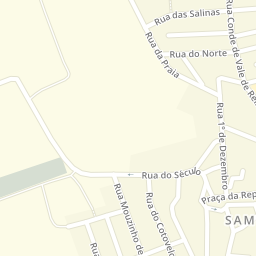 Rua das Salinas
Rua Conde de Vale de Re
Rua da Praia
Rua do Norte
Rua 1º de Dezembro
Rua do Século
Praça da Rep
Rua Mouzinho de
Rua do Cotovelo
SAM
Rua